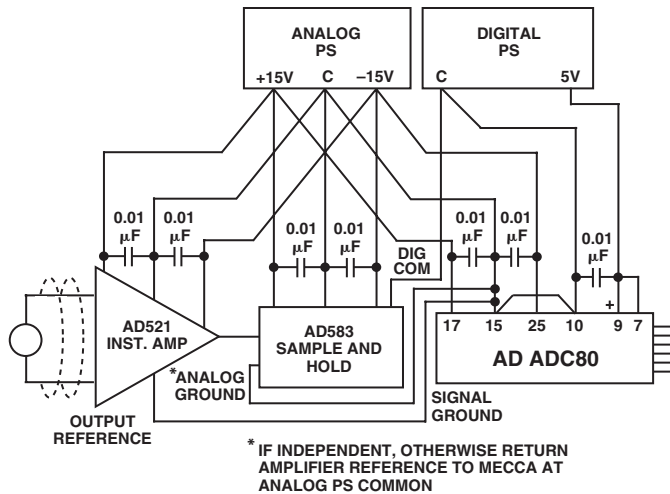 ANALOG
PS
DIGITAL
PS
+15V
C
–15V
C
5V
0.01
μF
0.01
μF
0.01
μF
0.01
μF
0.01
μF
0.01
μF
0.01
μF
DIG
COM
+
AD521
INST. AMP
AD583
SAMPLE AND
HOLD
17
15
25
10
9
7
AD ADC80
*ANALOG
GROUND
SIGNAL
GROUND
OUTPUT
REFERENCE
*IF INDEPENDENT, OTHERWISE RETURN
AMPLIFIER REFERENCE TO MECCA AT
ANALOG PS COMMON